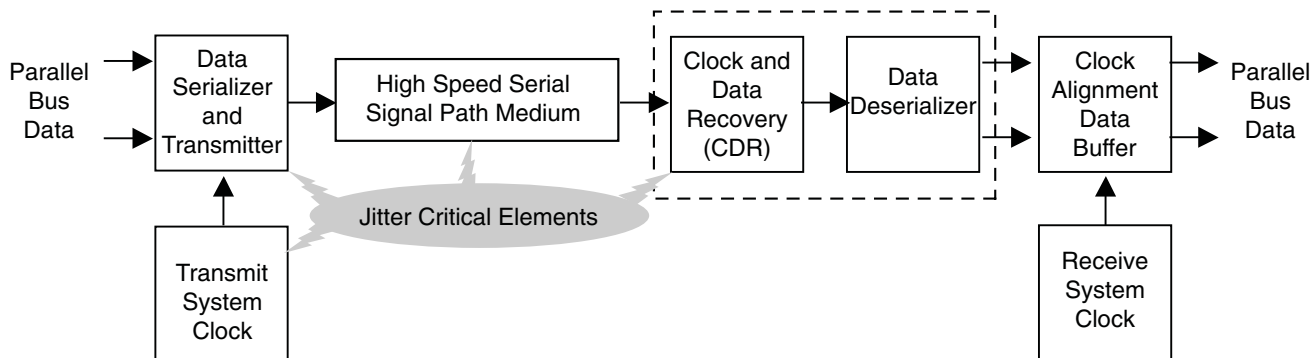 Parallel
Bus
Data
Data
Serializer
and
Transmitter
High Speed Serial
Signal Path Medium
Clock and
Data
Recovery
(CDR)
Data
Deserializer
Clock
Alignment
Data
Buffer
Parallel
Bus
Data
Jitter Critical Elements
Transmit
System
Clock
Receive
System
Clock